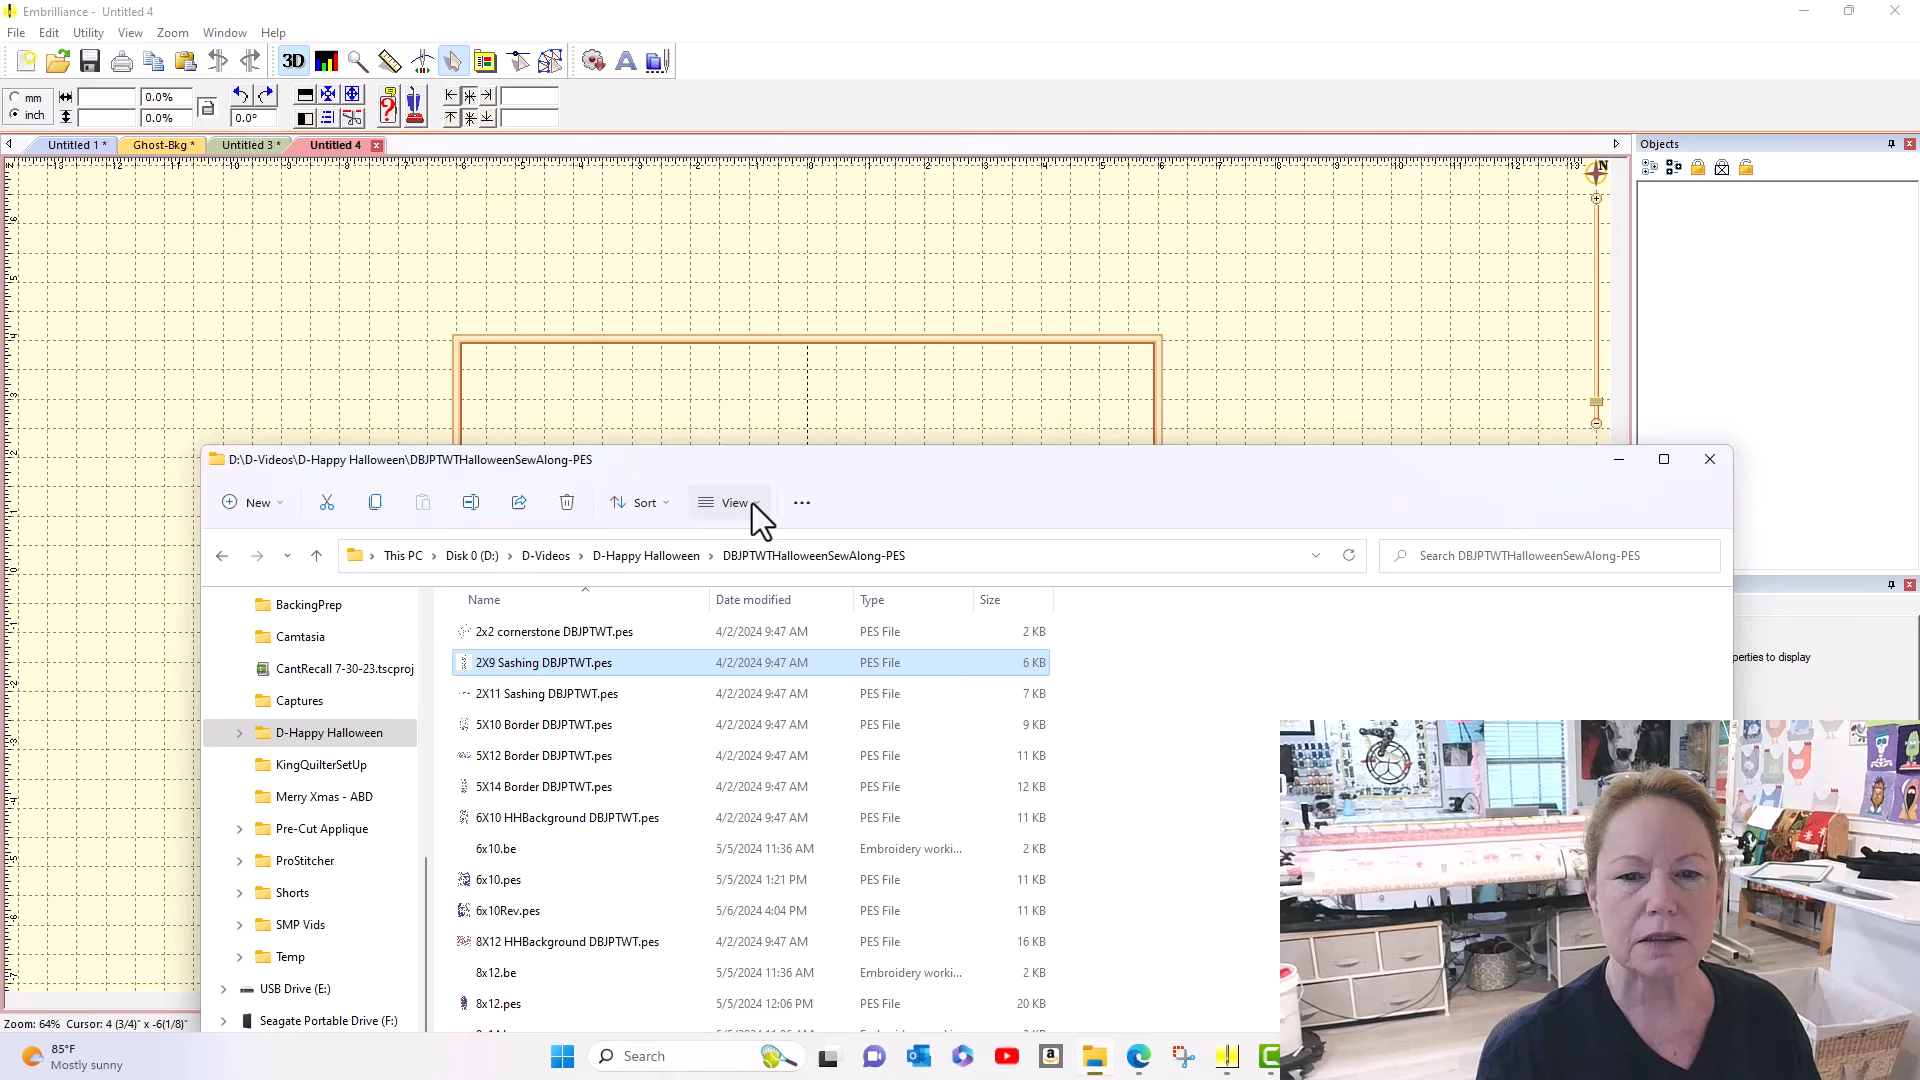 Embrilliance - Untitled 4
File Edit Utility View Zoom Window Help
3D
mm
inch
0.0%
0.0%
0.0°
Untitled 1 * Ghost-Bkg * Untitled 3 * Untitled 4
Objects
N
D:\D-Videos\D-Happy Halloween\DBJPTWTHalloweenSewAlong-PES
New Sort View
This PC Disk 0 (D:) D-Videos D-Happy Halloween DBJPTWTHalloweenSewAlong-PES
Search DBJPTWTHalloweenSewAlong-PES
BackingPrep
Camtasia
CantRecall 7-30-23.tscproj
Captures
D-Happy Halloween
KingQuilterSetUp
Merry Xmas - ABD
Pre-Cut Applique
ProStitcher
Shorts
SMP Vids
Temp
USB Drive (E:)
Seagate Portable Drive (F:)
Name Date modified Type Size
2x2 cornerstone DBJPTWT.pes 4/2/2024 9:47 AM PES File 2 KB
2X9 Sashing DBJPTWT.pes 4/2/2024 9:47 AM PES File 6 KB
2X11 Sashing DBJPTWT.pes 4/2/2024 9:47 AM PES File 7 KB
5X10 Border DBJPTWT.pes 4/2/2024 9:47 AM PES File 9 KB
5X12 Border DBJPTWT.pes 4/2/2024 9:47 AM PES File 11 KB
5X14 Border DBJPTWT.pes 4/2/2024 9:47 AM PES File 12 KB
6X10 HHBackground DBJPTWT.pes 4/2/2024 9:47 AM PES File 11 KB
6x10.be 5/5/2024 11:36 AM Embroidery worki... 2 KB
6x10.pes 5/5/2024 1:21 PM PES File 11 KB
6x10Rev.pes 5/6/2024 4:04 PM PES File 11 KB
8X12 HHBackground DBJPTWT.pes 4/2/2024 9:47 AM PES File 16 KB
8x12.be 5/5/2024 11:36 AM Embroidery worki... 2 KB
8x12.pes 5/5/2024 12:06 PM PES File 20 KB
perties to display
Zoom: 64% Cursor: 4 (3/4)" x -6(1/8)"
85°F
Mostly sunny
Search